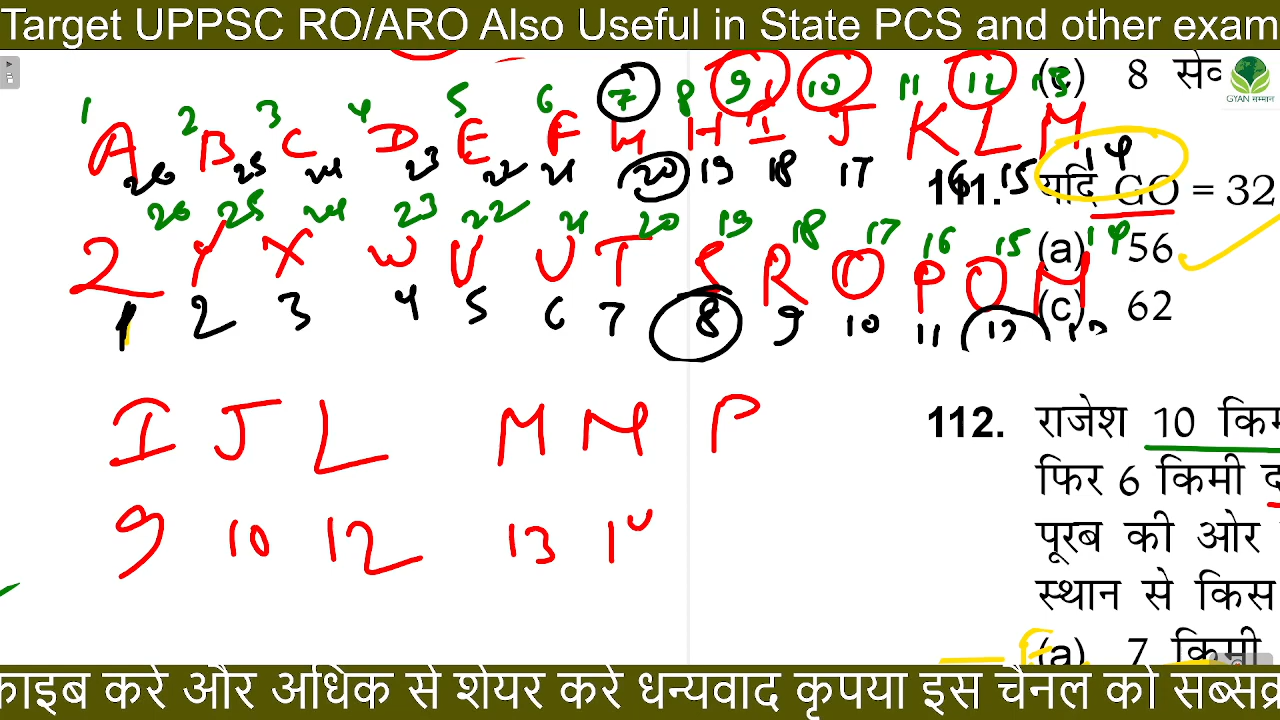 Target UPPSC RO/ARO Also Useful in State PCS and other exam
(c) 8 सेव
GYAN सम्मान
1 2 3 4 5 6 7 8 9 10 11 12 13
A B C D E F G H I J K L M
26 25 24 23 22 21 20 19 18 17 16 15 14
111. यदि GO = 32
26 25 24 23 22 21 20 19 18 17 16 15 14
(a) 56
Z Y X W V U T S R Q P O N
(c) 62
1 2 3 4 5 6 7 8 9 10 11 12
I J L M N P
112. राजेश 10 किम
फिर 6 किमी द
9 10 12 13
पूरब की ओर
स्थान से किस
(a) 7 किमी
काइब करे और अधिक से शेयर करे धन्यवाद कृपया इस चैनल को सब्सक्र